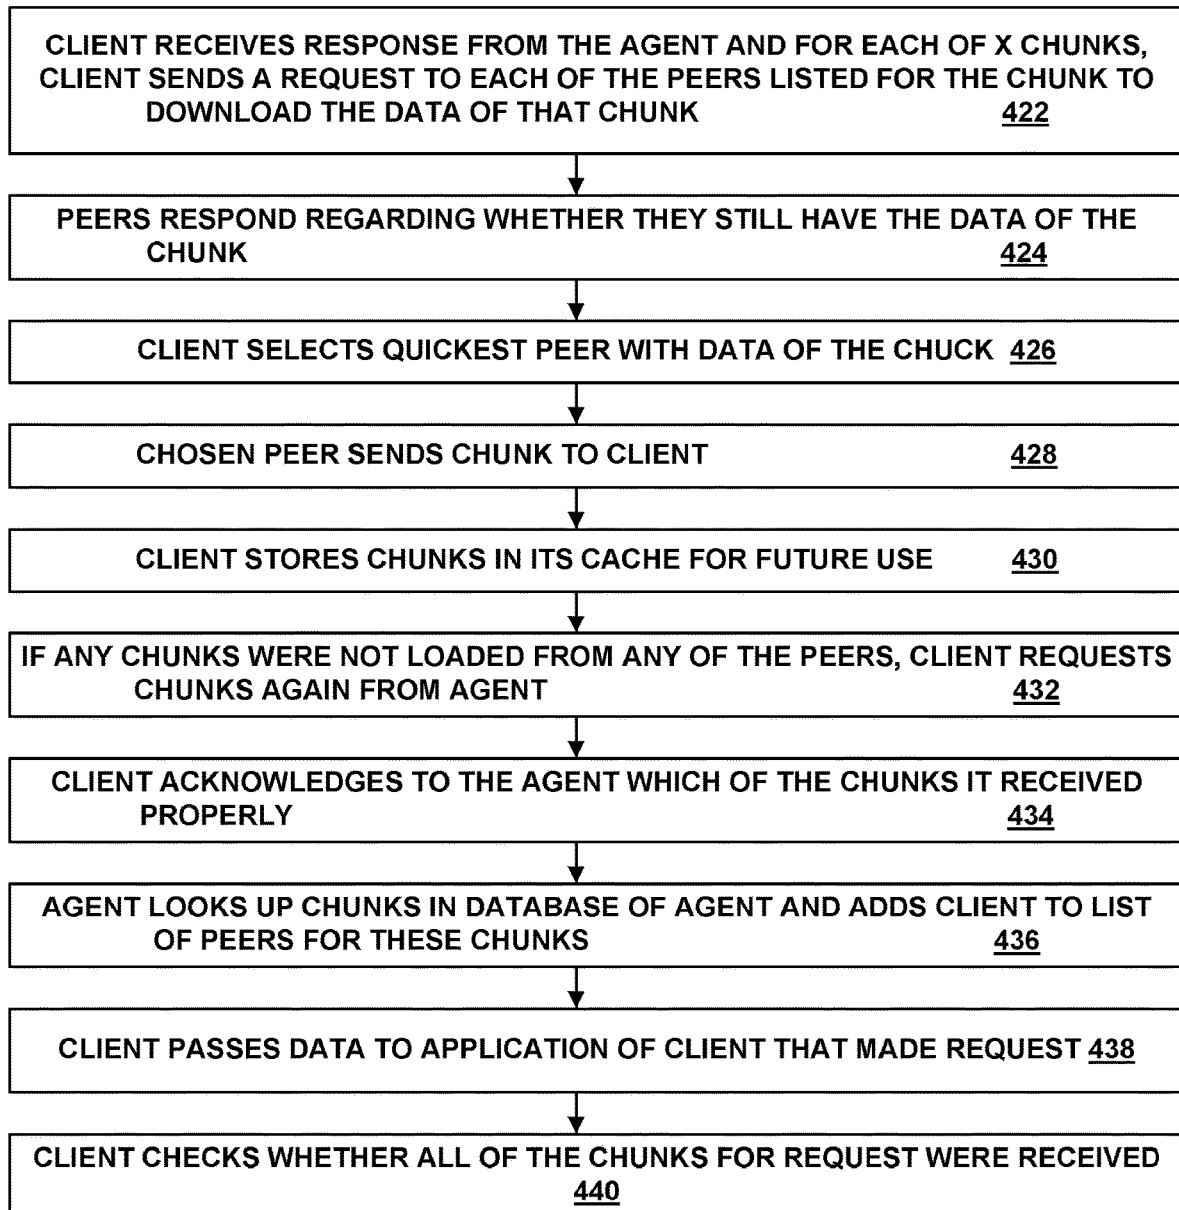 CLIENT RECEIVES RESPONSE FROM THE AGENT AND FOR EACH OF X CHUNKS,
CLIENT SENDS A REQUEST TO EACH OF THE PEERS LISTED FOR THE CHUNK TO
DOWNLOAD THE DATA OF THAT CHUNK 422
PEERS RESPOND REGARDING WHETHER THEY STILL HAVE THE DATA OF THE
CHUNK 424
CLIENT SELECTS QUICKEST PEER WITH DATA OF THE CHUCK 426
CHOSEN PEER SENDS CHUNK TO CLIENT 428
CLIENT STORES CHUNKS IN ITS CACHE FOR FUTURE USE 430
IF ANY CHUNKS WERE NOT LOADED FROM ANY OF THE PEERS, CLIENT REQUESTS
CHUNKS AGAIN FROM AGENT 432
CLIENT ACKNOWLEDGES TO THE AGENT WHICH OF THE CHUNKS IT RECEIVED
PROPERLY 434
AGENT LOOKS UP CHUNKS IN DATABASE OF AGENT AND ADDS CLIENT TO LIST
OF PEERS FOR THESE CHUNKS 436
CLIENT PASSES DATA TO APPLICATION OF CLIENT THAT MADE REQUEST 438
CLIENT CHECKS WHETHER ALL OF THE CHUNKS FOR REQUEST WERE RECEIVED
440